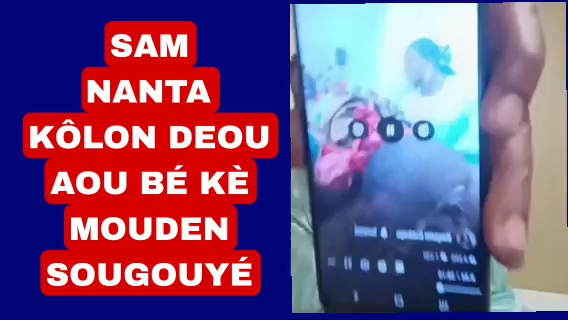 SAM
NANTA
KÔLON DEOU
AOU BÉ KÈ
MOUDEN
SOUGOUYÉ